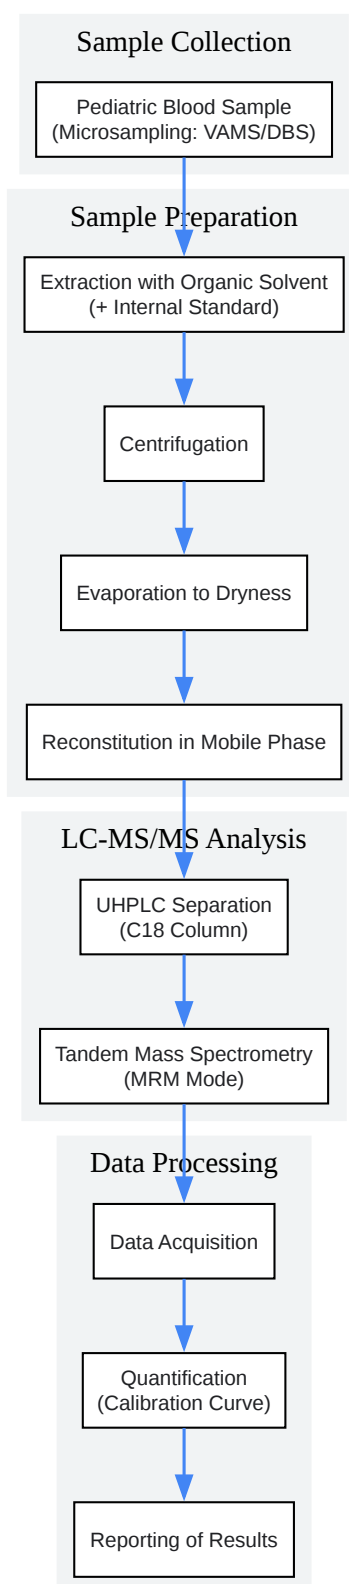 Sample Collection
Pediatric Blood Sample
(Microsampling: VAMS/DBS)
Sample Preparation
Extraction with Organic Solvent
(+ Internal Standard)
Centrifugation
Evaporation to Dryness
Reconstitution in Mobile Phase
LC-MS/MS Analysis
UHPLC Separation
(C18 Column)
Tandem Mass Spectrometry
(MRM Mode)
Data Processing
Data Acquisition
Quantification
(Calibration Curve)
Reporting of Results